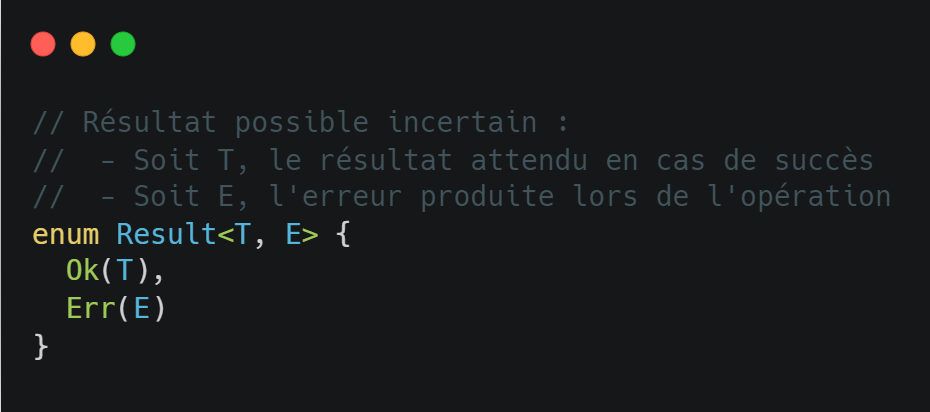 // Résultat possible incertain :
//  - Soit T, le résultat attendu en cas de succès
//  - Soit E, l'erreur produite lors de l'opération
enum Result<T, E> {
  Ok(T),
  Err(E)
}